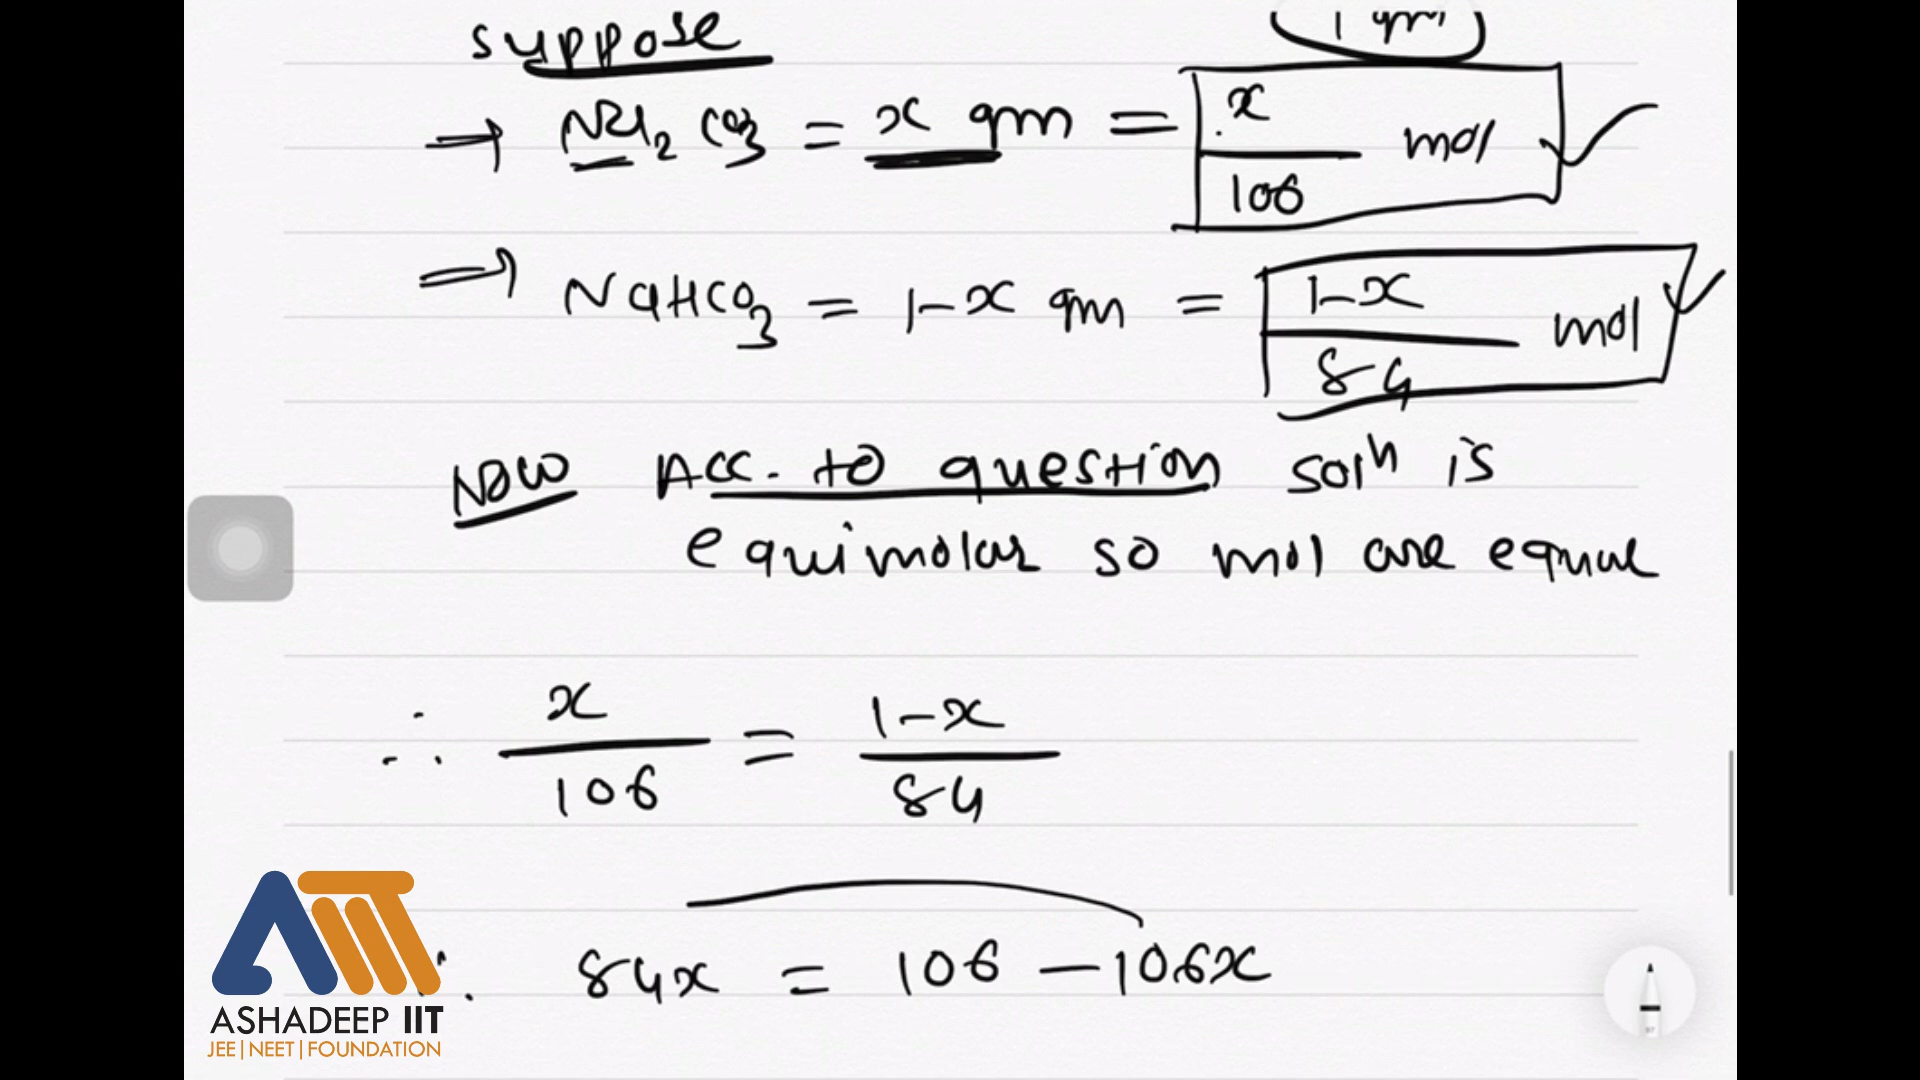 1 gm
suppose
→ Na2CO3 = x gm = x/106 mol ✓
⇒ NaHCO3 = 1-x gm = 1-x/84 mol ✓
NOW Acc. to question solh is
equimolar so mol are equal
∴ x/106 = 1-x/84
∴ 84x = 106 - 106x
ASHADEEP IIT
JEE|NEET|FOUNDATION